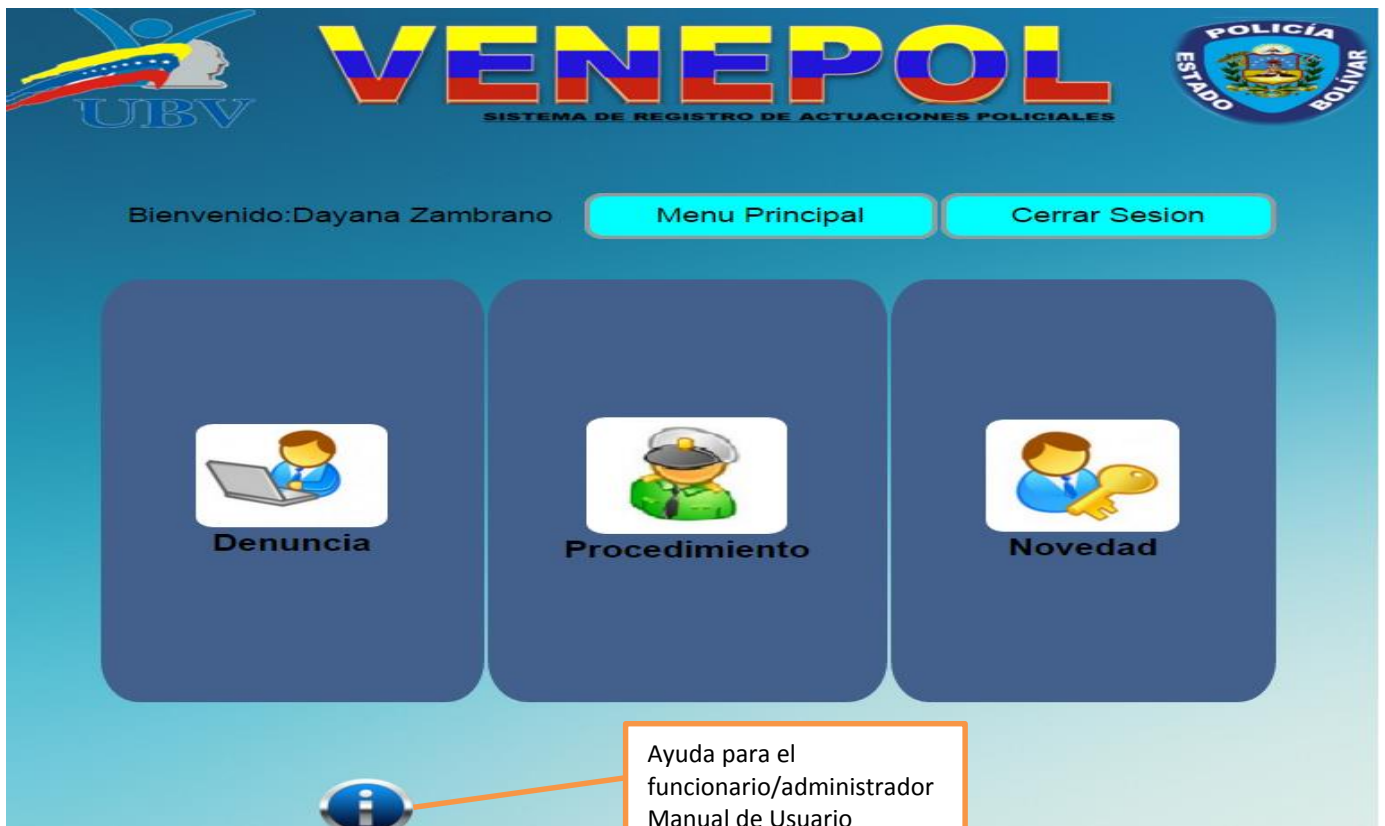 UBV
VENEPOL
SISTEMA DE REGISTRO DE ACTUACIONES POLICIALES
POLICÍA
ESTADO BOLÍVAR
Bienvenido:Dayana Zambrano
Menu Principal
Cerrar Sesion
Denuncia
Procedimiento
Novedad
i
Ayuda para el
funcionario/administrador
Manual de Usuario